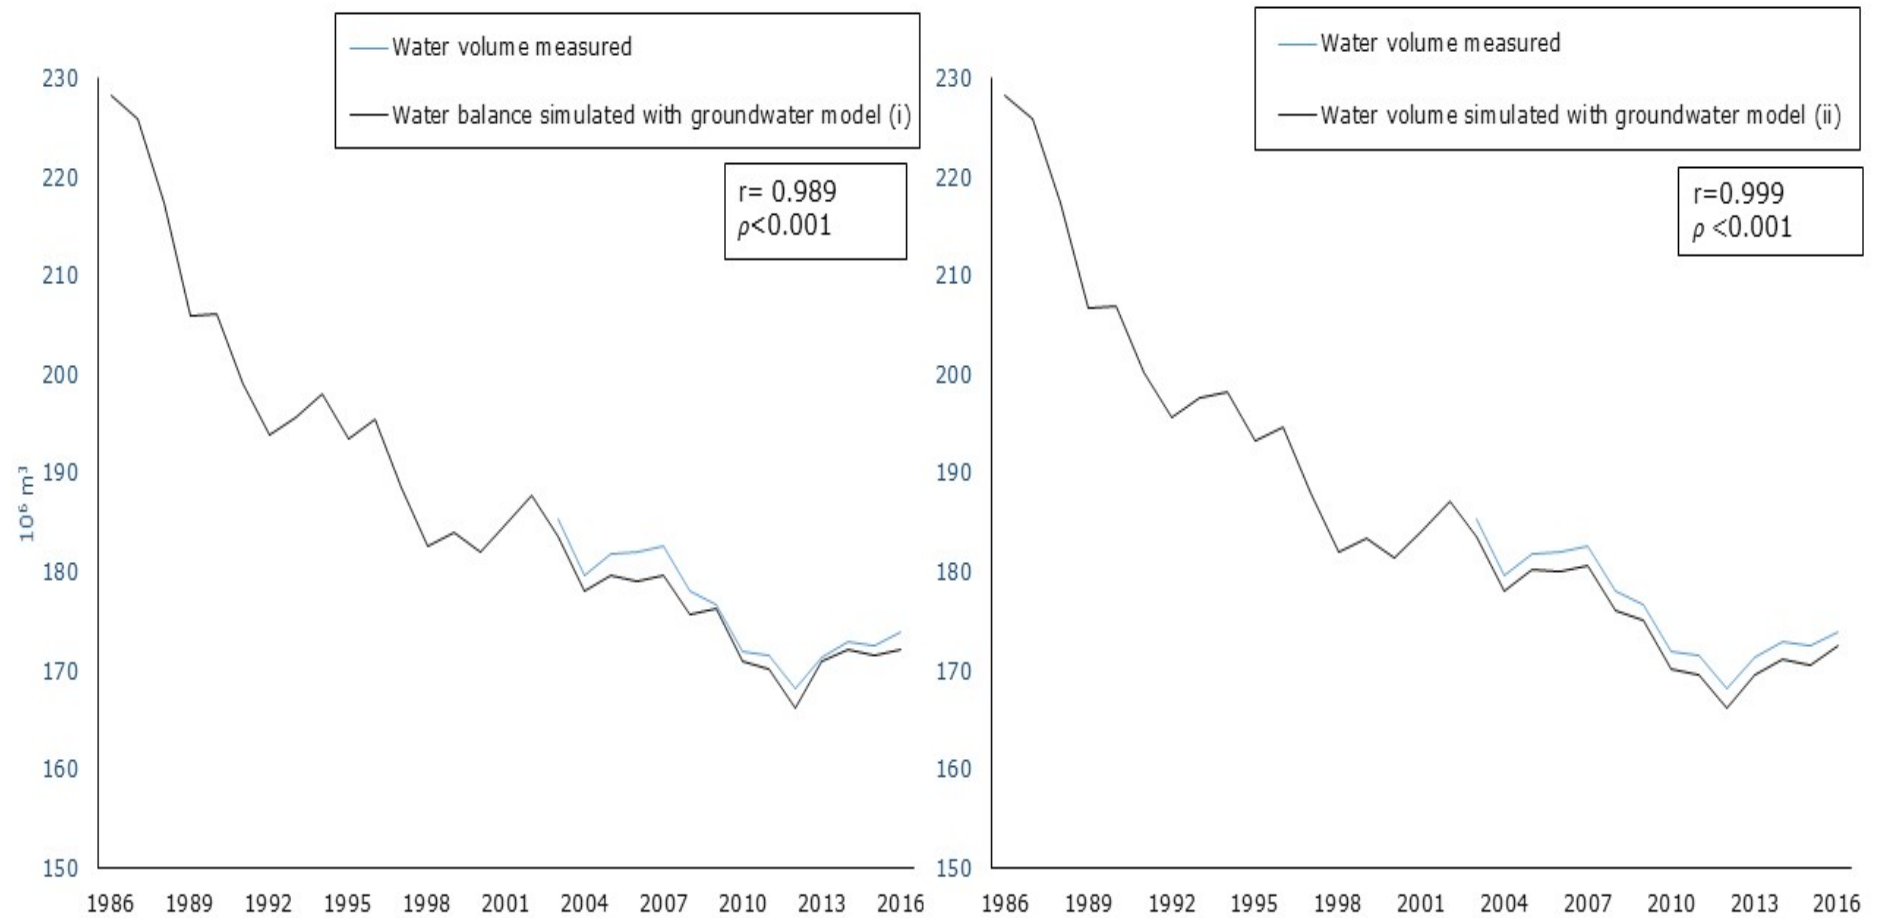 Water volume measured
Water balance simulated with groundwater model (i)
r= 0.989
ρ<0.001
10⁶ m³
230
220
210
200
190
180
170
160
150
1986 1989 1992 1995 1998 2001 2004 2007 2010 2013 2016
Water volume measured
Water volume simulated with groundwater model (ii)
r=0.999
ρ <0.001
230
220
210
200
190
180
170
160
150
1986 1989 1992 1995 1998 2001 2004 2007 2010 2013 2016